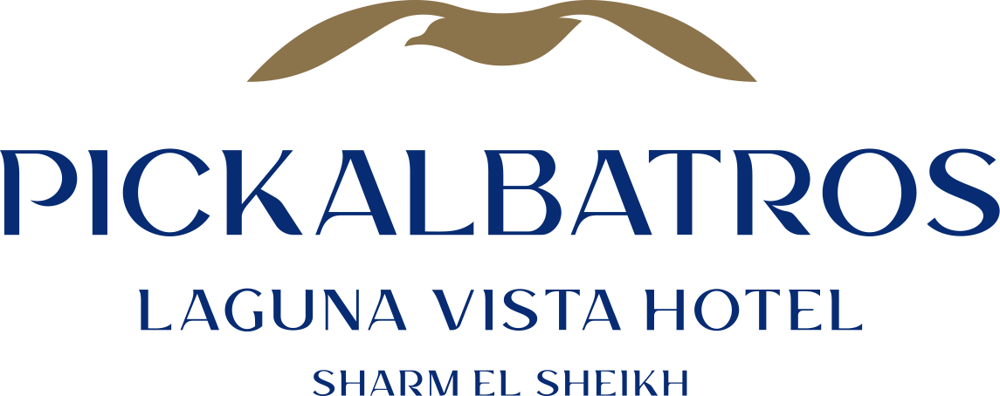 PICKALBATROS
LAGUNA VISTA HOTEL
SHARM EL SHEIKH